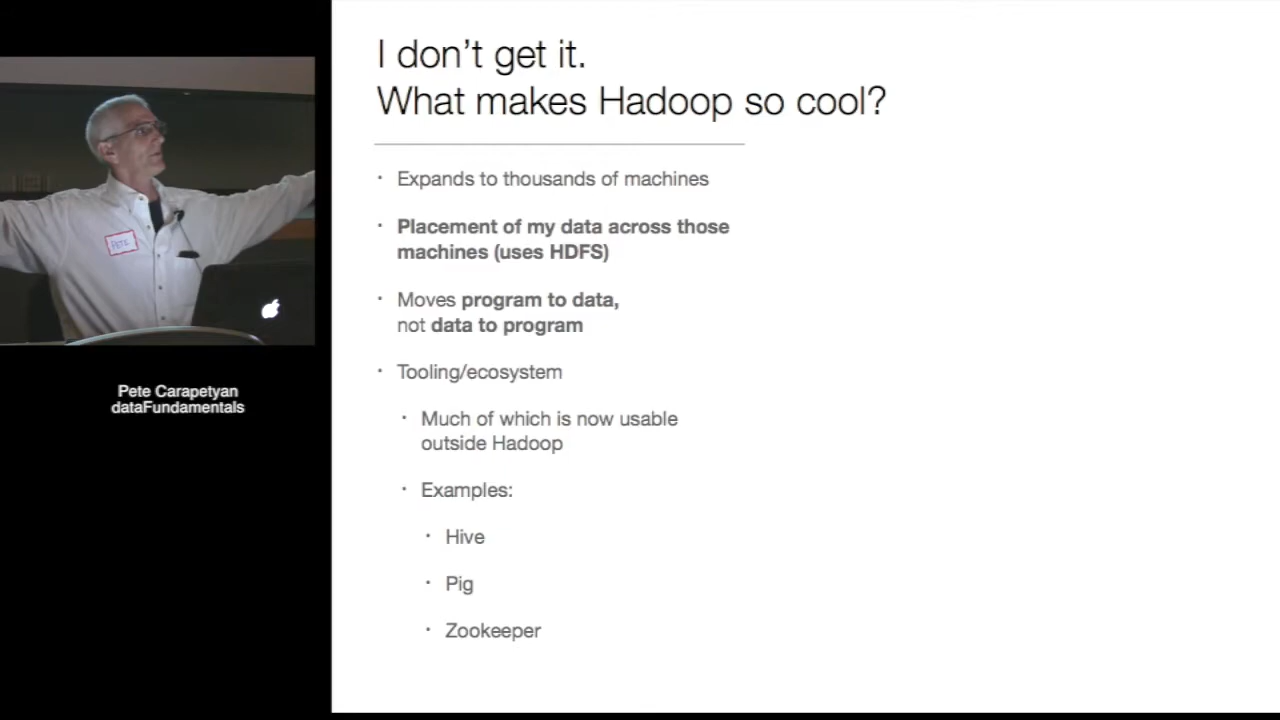 I don't get it.
What makes Hadoop so cool?
· Expands to thousands of machines
· Placement of my data across those
machines (uses HDFS)
· Moves program to data,
not data to program
· Tooling/ecosystem
· Much of which is now usable
outside Hadoop
· Examples:
· Hive
· Pig
· Zookeeper
PETE
Pete Carapetyan
dataFundamentals